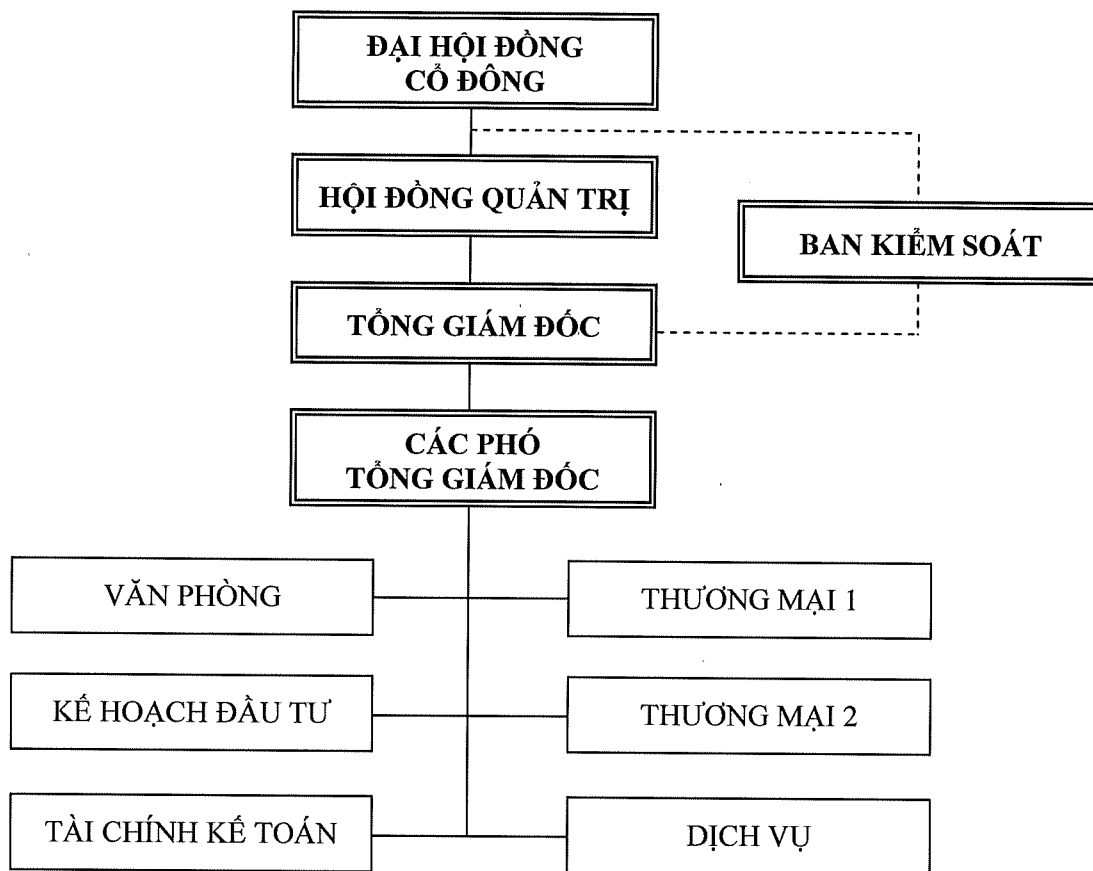 ĐẠI HỘI ĐỒNG
CỔ ĐÔNG
HỘI ĐỒNG QUẢN TRỊ
BAN KIỂM SOÁT
TỔNG GIÁM ĐỐC
CÁC PHÓ
TỔNG GIÁM ĐỐC
VĂN PHÒNG
THƯƠNG MẠI 1
KẾ HOẠCH ĐẦU TƯ
THƯƠNG MẠI 2
TÀI CHÍNH KẾ TOÁN
DỊCH VỤ